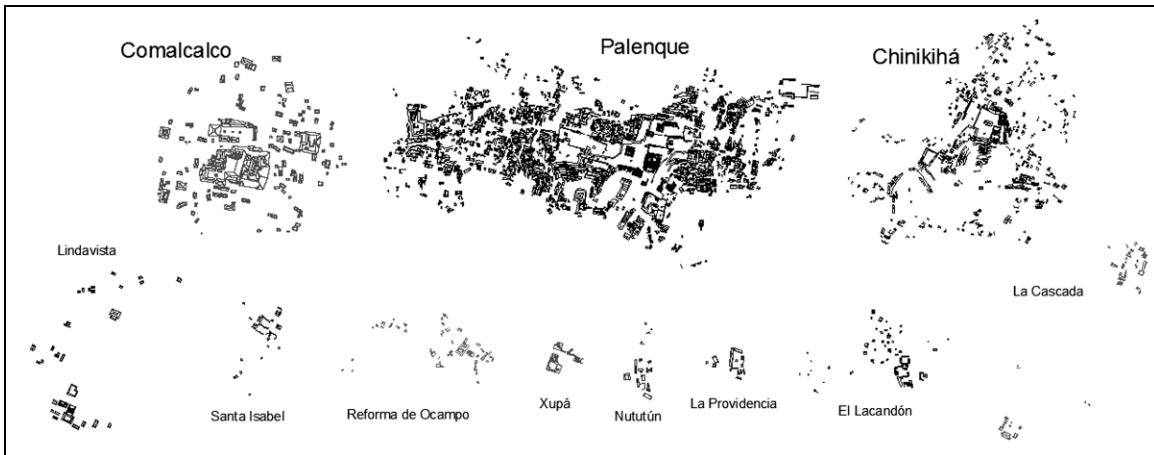 Comalcalco
Palenque
Chinikihá
Lindavista
La Cascada
Santa Isabel
Reforma de Ocampo
Xupá
Nututún
La Providencia
El Lacandón